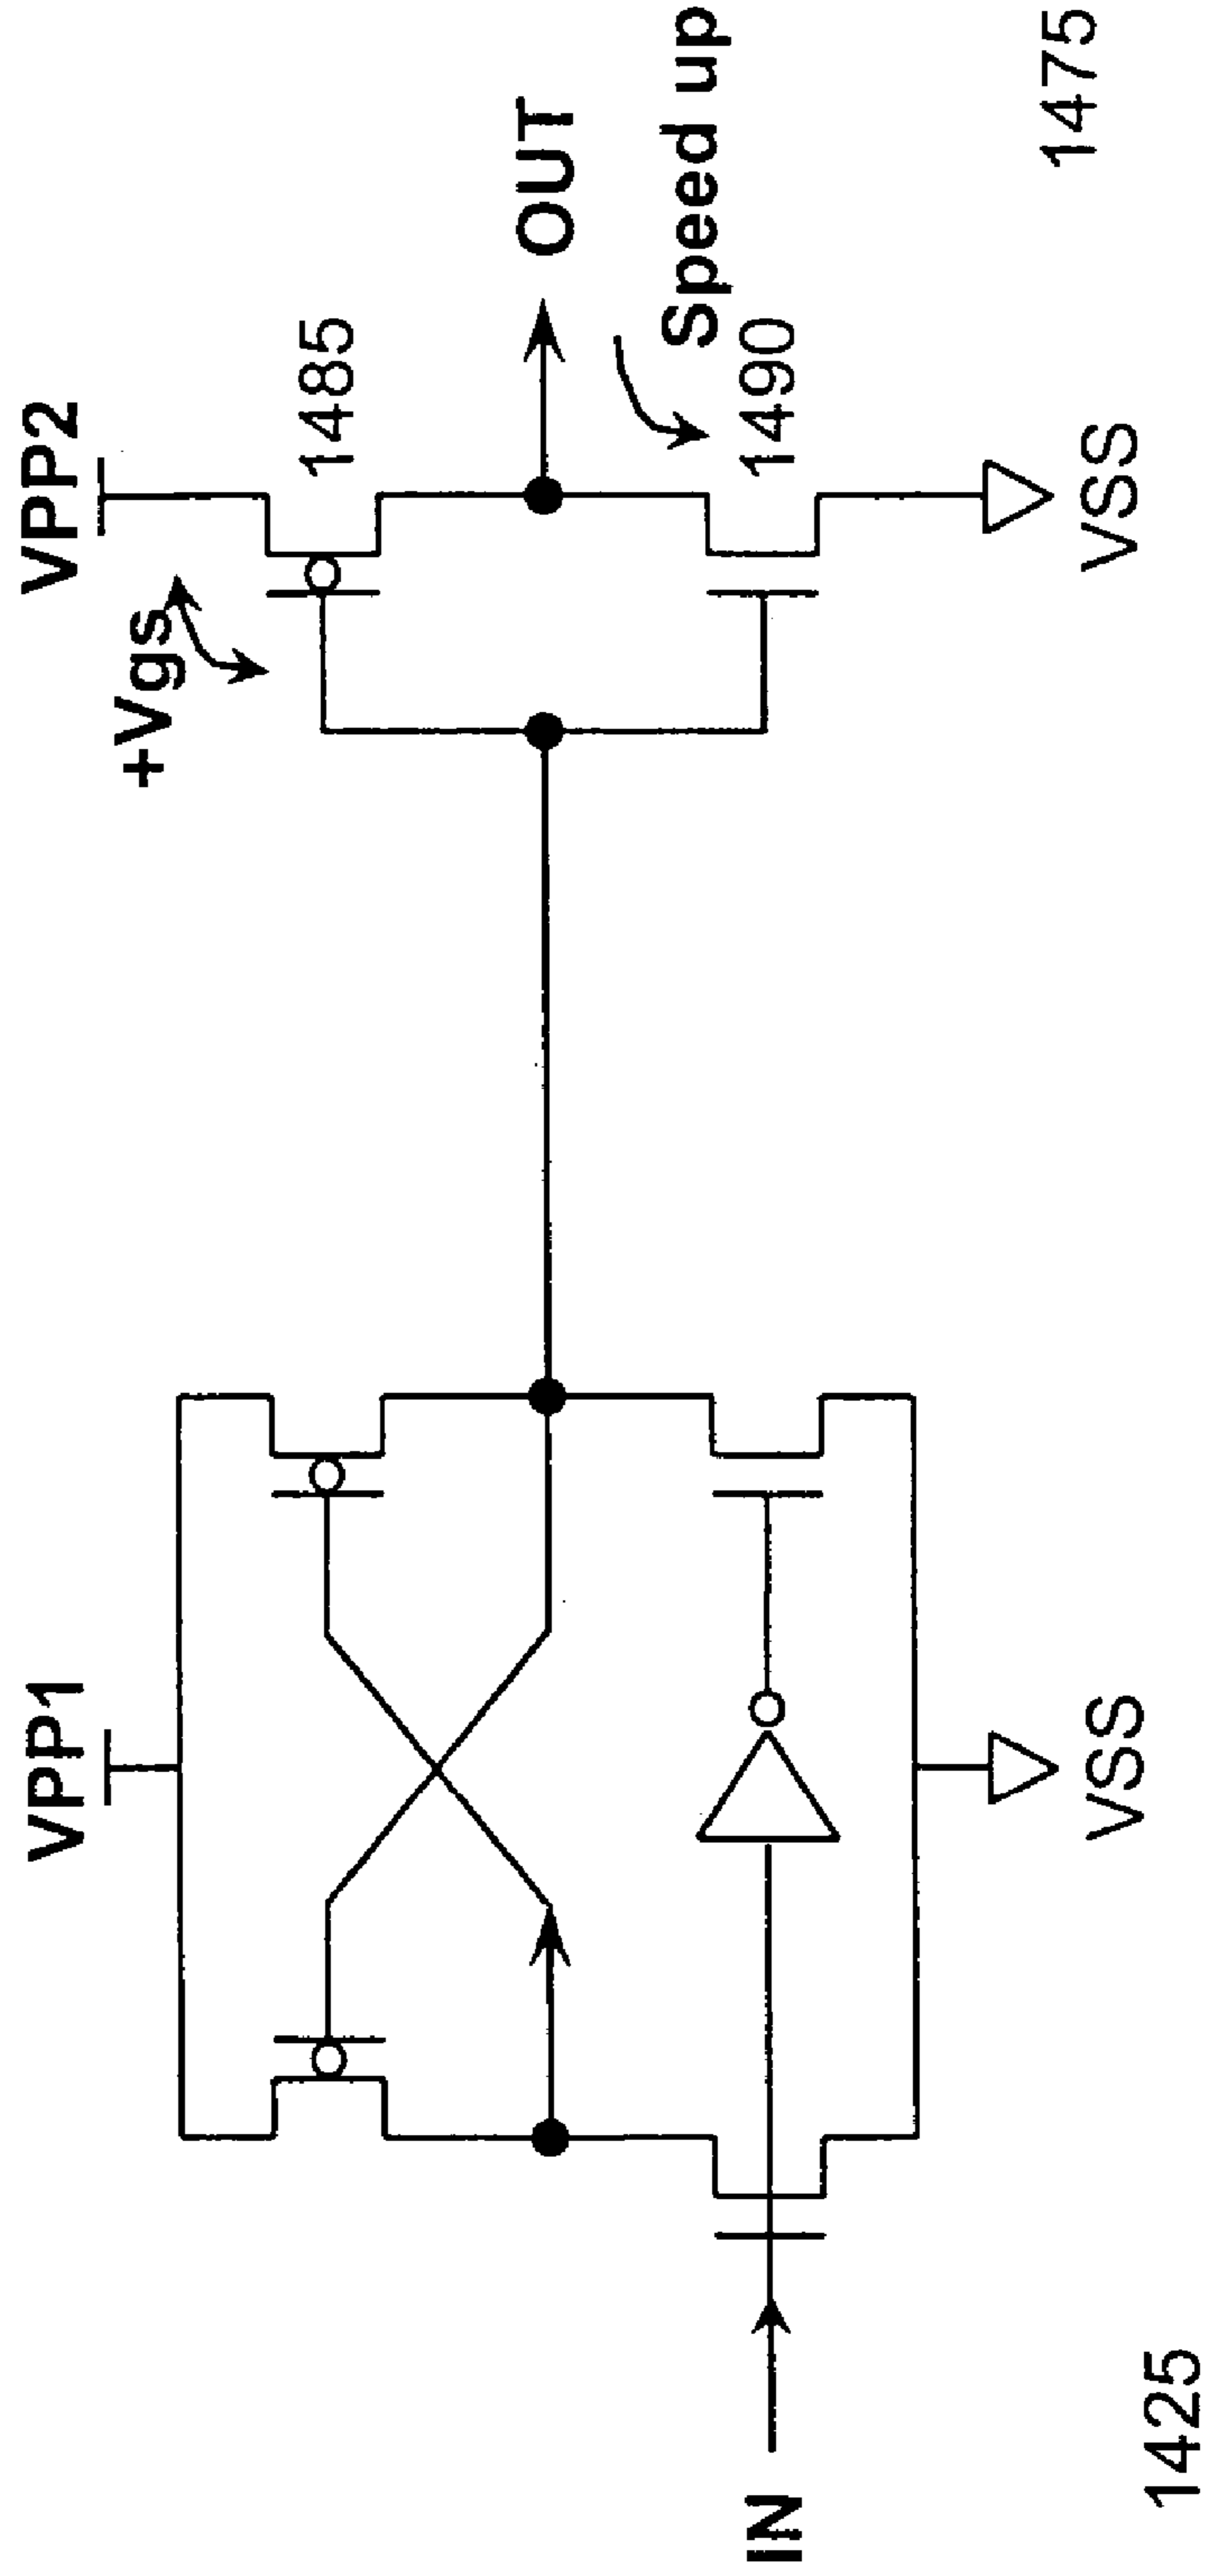 VPP1
VPP2
+Vgs
1485
OUT
Speed up
1490
IN
VSS
VSS
1425
1475